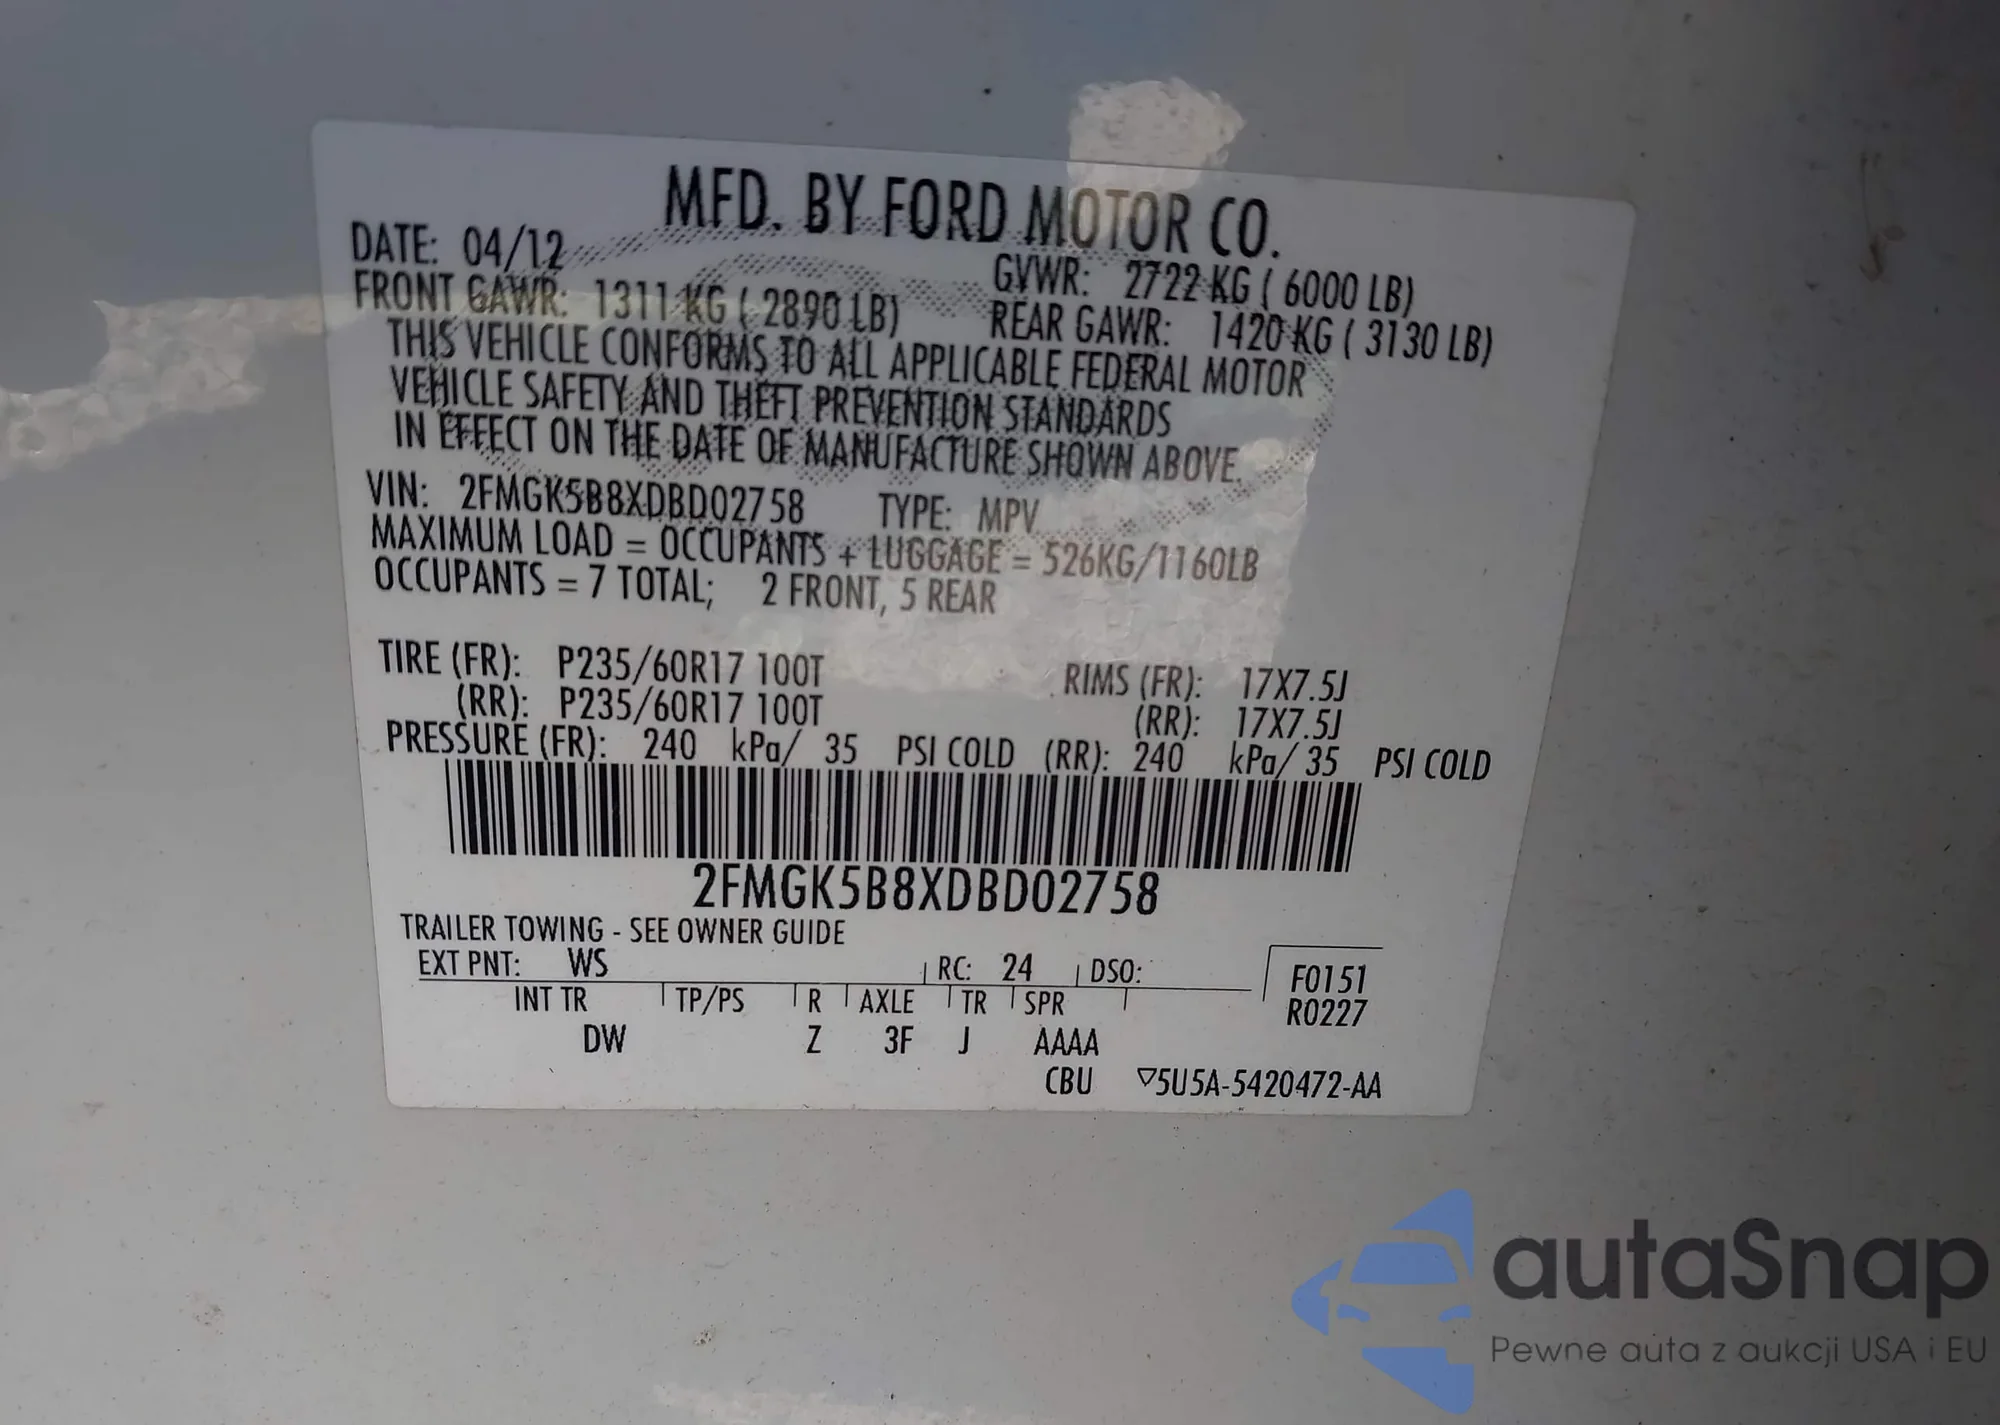 MFD. BY FORD MOTOR CO.
DATE: 04/12 GVWR: 2722 KG ( 6000 LB)
FRONT GAWR: 1311 KG ( 2890 LB) REAR GAWR: 1420 KG ( 3130 LB)
THIS VEHICLE CONFORMS TO ALL APPLICABLE FEDERAL MOTOR
VEHICLE SAFETY AND THEFT PREVENTION STANDARDS
IN EFFECT ON THE DATE OF MANUFACTURE SHOWN ABOVE.
VIN: 2FMGK5B8XDBD02758 TYPE: MPV
MAXIMUM LOAD = OCCUPANTS + LUGGAGE = 526KG/1160LB
OCCUPANTS = 7 TOTAL; 2 FRONT, 5 REAR
TIRE (FR): P235/60R17 100T RIMS (FR): 17X7.5J
(RR): P235/60R17 100T (RR): 17X7.5J
PRESSURE (FR): 240 kPa/ 35 PSI COLD (RR): 240 kPa/ 35 PSI COLD
2FMGK5B8XDBD02758
TRAILER TOWING - SEE OWNER GUIDE
EXT PNT: WS RC: 24 DSO: F0151
INT TR TP/PS R AXLE TR SPR R0227
DW Z 3F J AAAA
CBU ▽5U5A-5420472-AA
autaSnap
Pewne auta z aukcji USA i EU